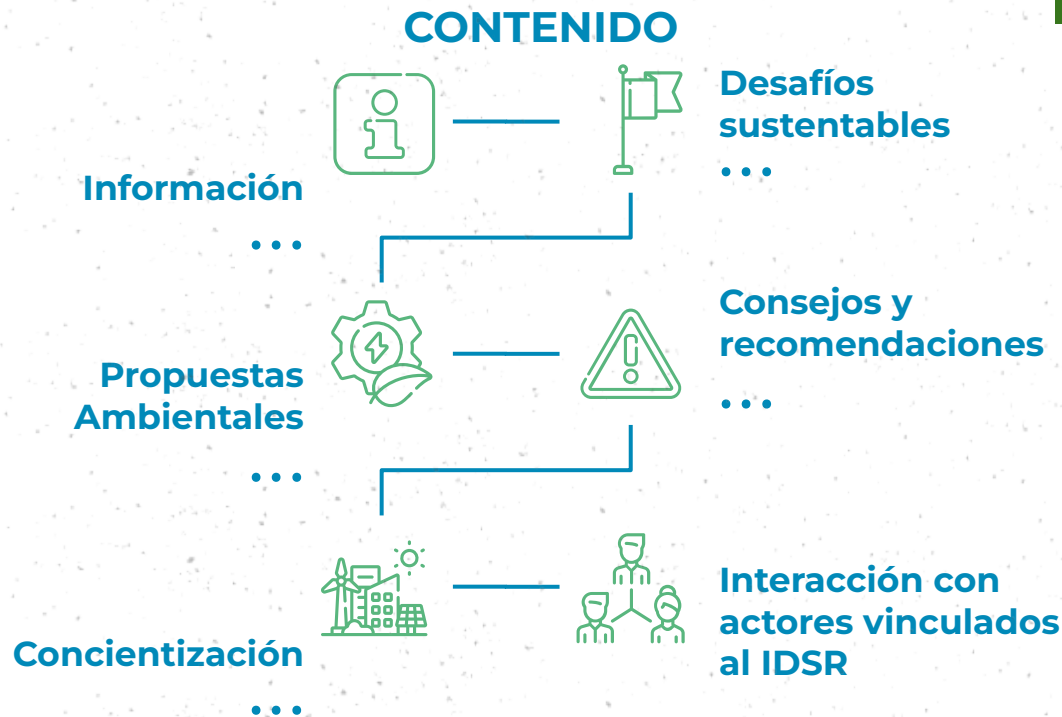 CONTENIDO
Información
...
Desafíos
sustentables
...
Propuestas
Ambientales
...
Consejos y
recomendaciones
...
Concientización
...
Interacción con
actores vinculados
al IDSR